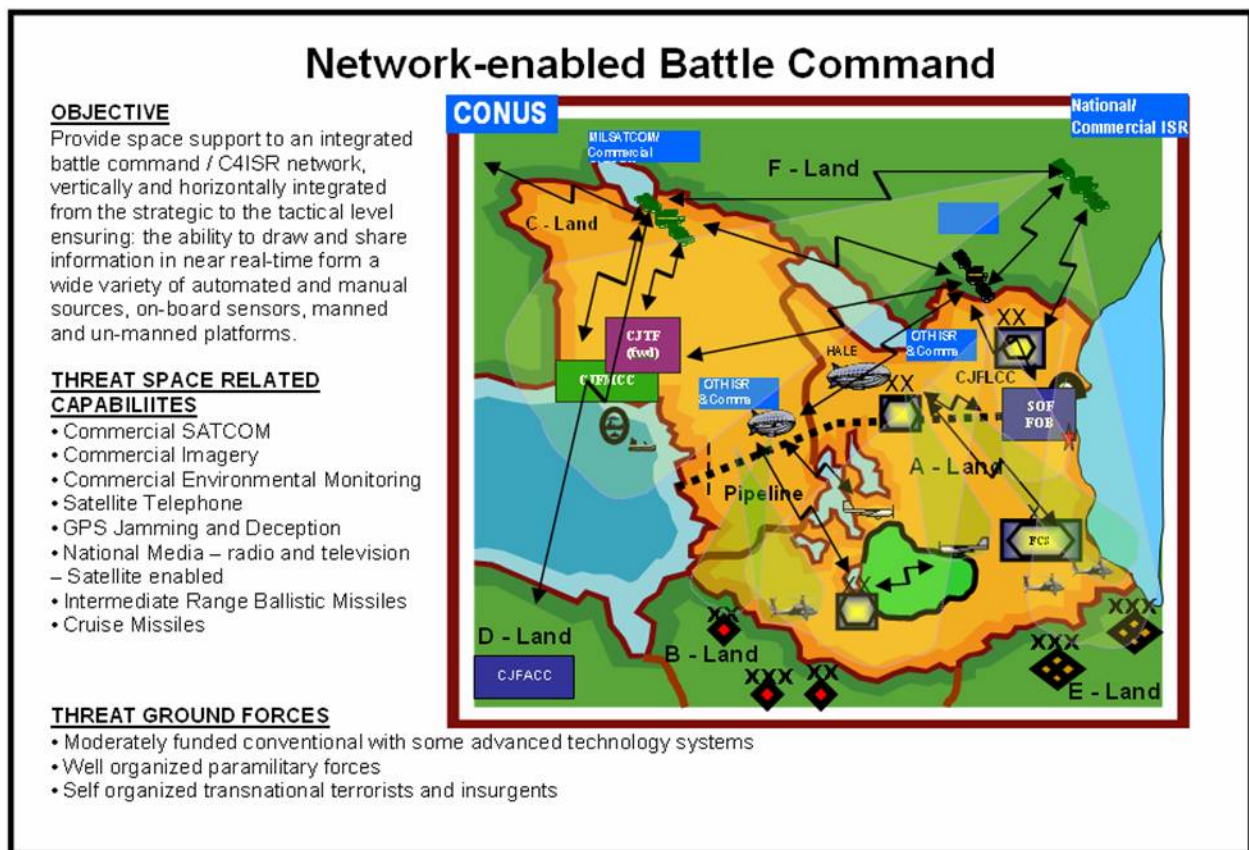 Network-enabled Battle Command
OBJECTIVE
Provide space support to an integrated
battle command / C4ISR network,
vertically and horizontally integrated
from the strategic to the tactical level
ensuring: the ability to draw and share
information in near real-time form a
wide variety of automated and manual
sources, on-board sensors, manned
and un-manned platforms.
THREAT SPACE RELATED
CAPABILIITES
• Commercial SATCOM
• Commercial Imagery
• Commercial Environmental Monitoring
• Satellite Telephone
• GPS Jamming and Deception
• National Media – radio and television
– Satellite enabled
• Intermediate Range Ballistic Missiles
• Cruise Missiles
THREAT GROUND FORCES
• Moderately funded conventional with some advanced technology systems
• Well organized paramilitary forces
• Self organized transnational terrorists and insurgents
CONUS
National/
Commercial ISR
MILSATCOM/
Commercial
F - Land
C - Land
XX
CJTF
(fwd)
CJFMCC
OTH ISR
& Comms
HALE
XX
CJFLCC
OTH ISR
& Comms
SOF
FOB
A - Land
Pipeline
X
FCS
XX
XX
XXX
XXX
D - Land
B - Land
XXX
XX
E - Land
CJFACC